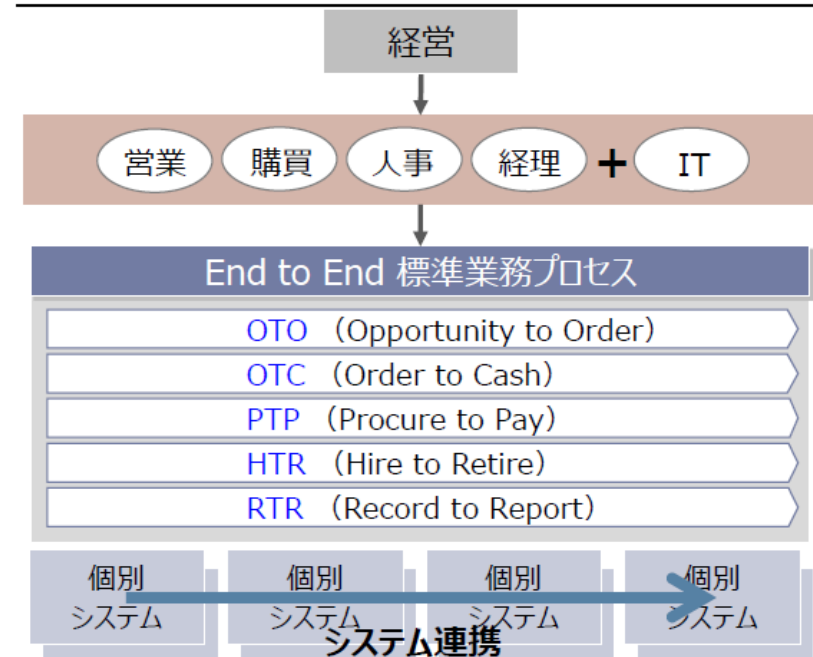 経営
営業 購買 人事 経理 + IT
End to End 標準業務プロセス
OTO （Opportunity to Order）
OTC （Order to Cash）
PTP （Procure to Pay）
HTR （Hire to Retire）
RTR （Record to Report）
個別 個別 個別 個別
システム システム システム システム
システム連携